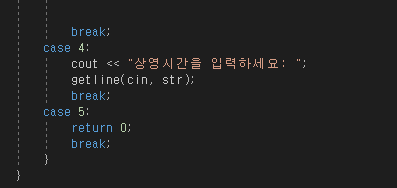 break;
case 4:
cout << "상영시간을 입력하세요: ";
getline(cin, str);
break;
case 5:
return 0;
break;
}
}